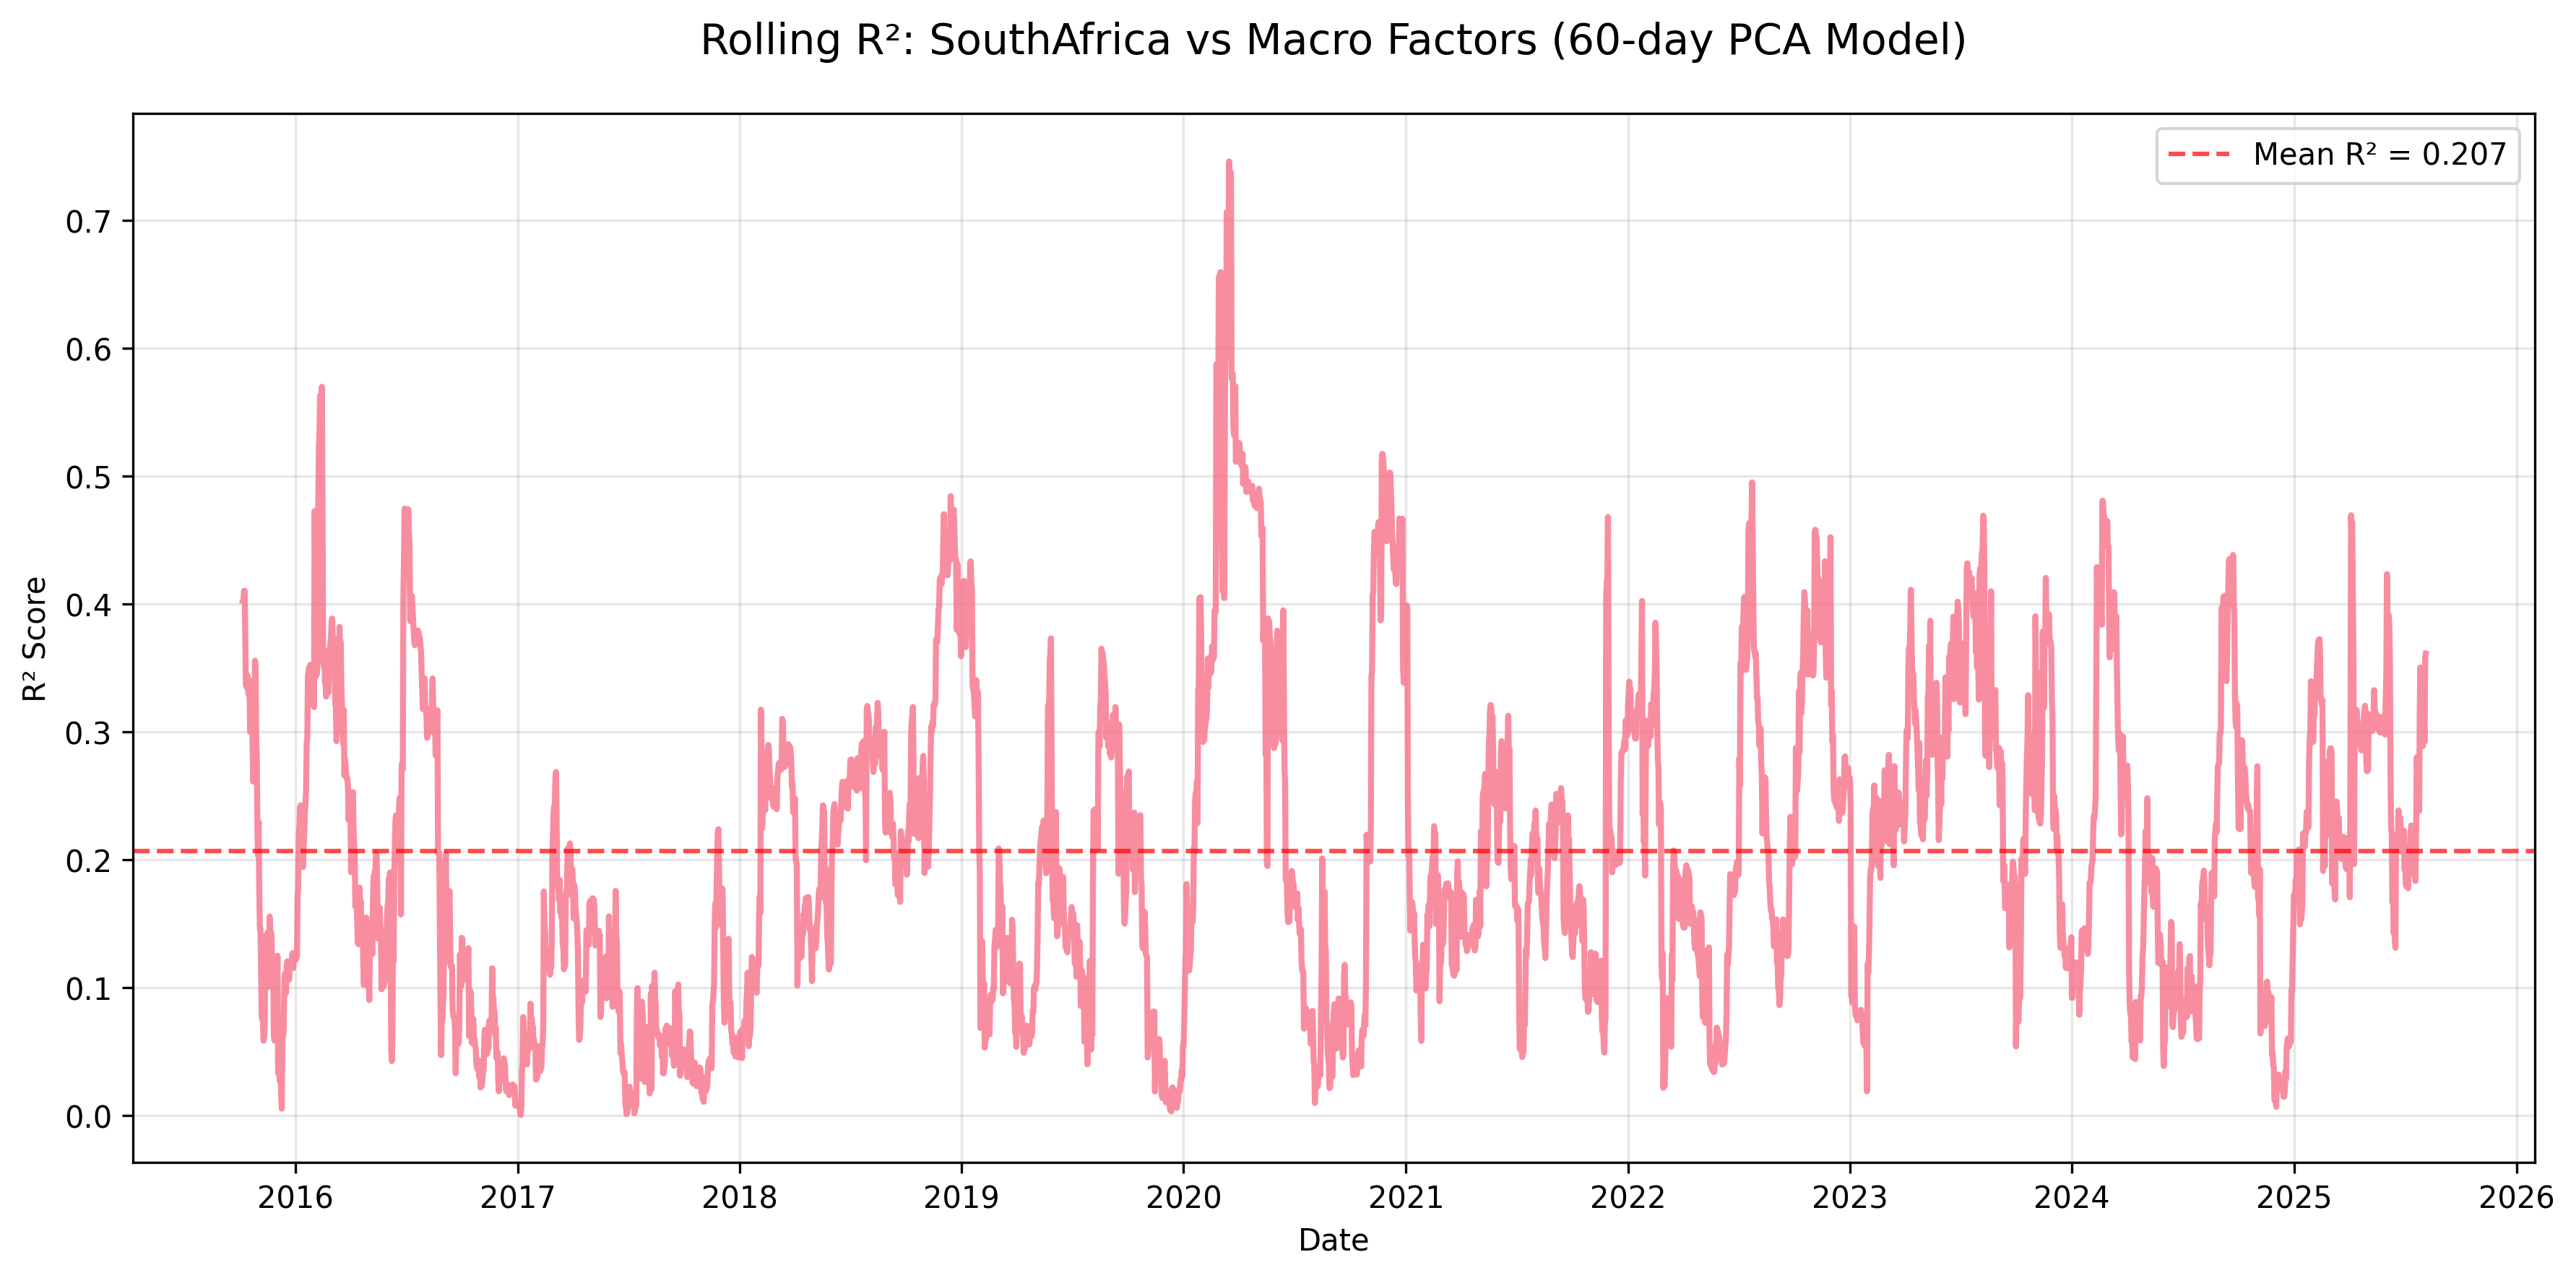 Rolling R²: SouthAfrica vs Macro Factors (60-day PCA Model)
Mean R² = 0.207
R² Score
0.7
0.6
0.5
0.4
0.3
0.2
0.1
0.0
2016 2017 2018 2019 2020 2021 2022 2023 2024 2025 2026
Date